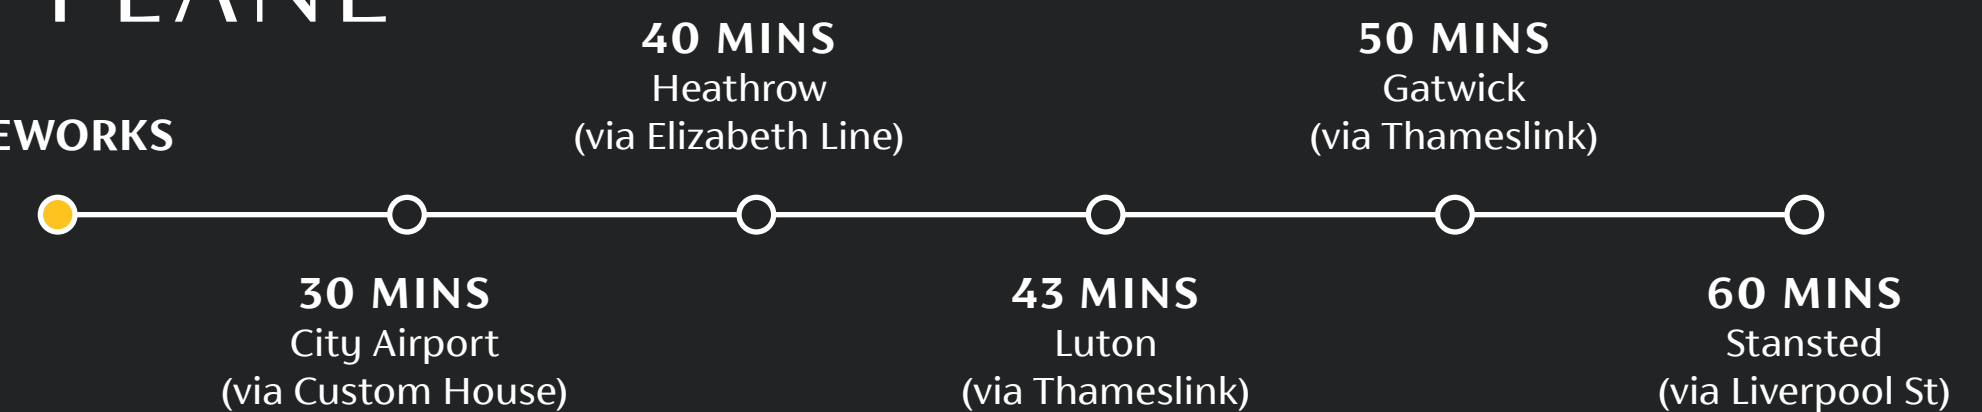 40 MINS
Heathrow
(via Elizabeth Line)
50 MINS
Gatwick
(via Thameslink)
EWORKS
30 MINS
City Airport
(via Custom House)
43 MINS
Luton
(via Thameslink)
60 MINS
Stansted
(via Liverpool St)